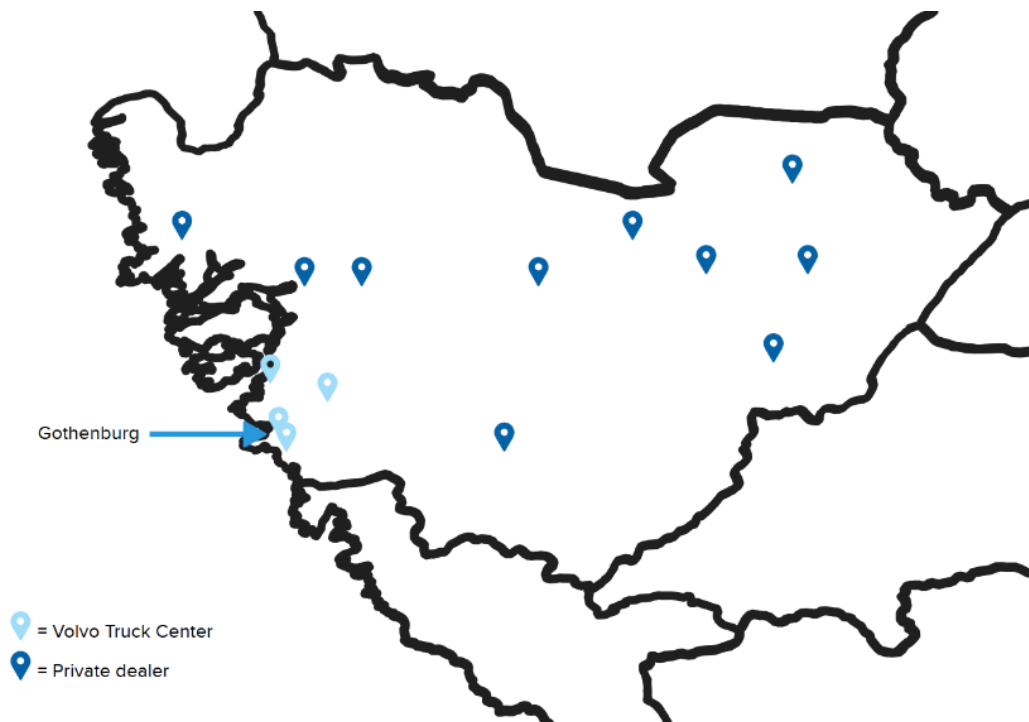 Gothenburg
= Volvo Truck Center
= Private dealer